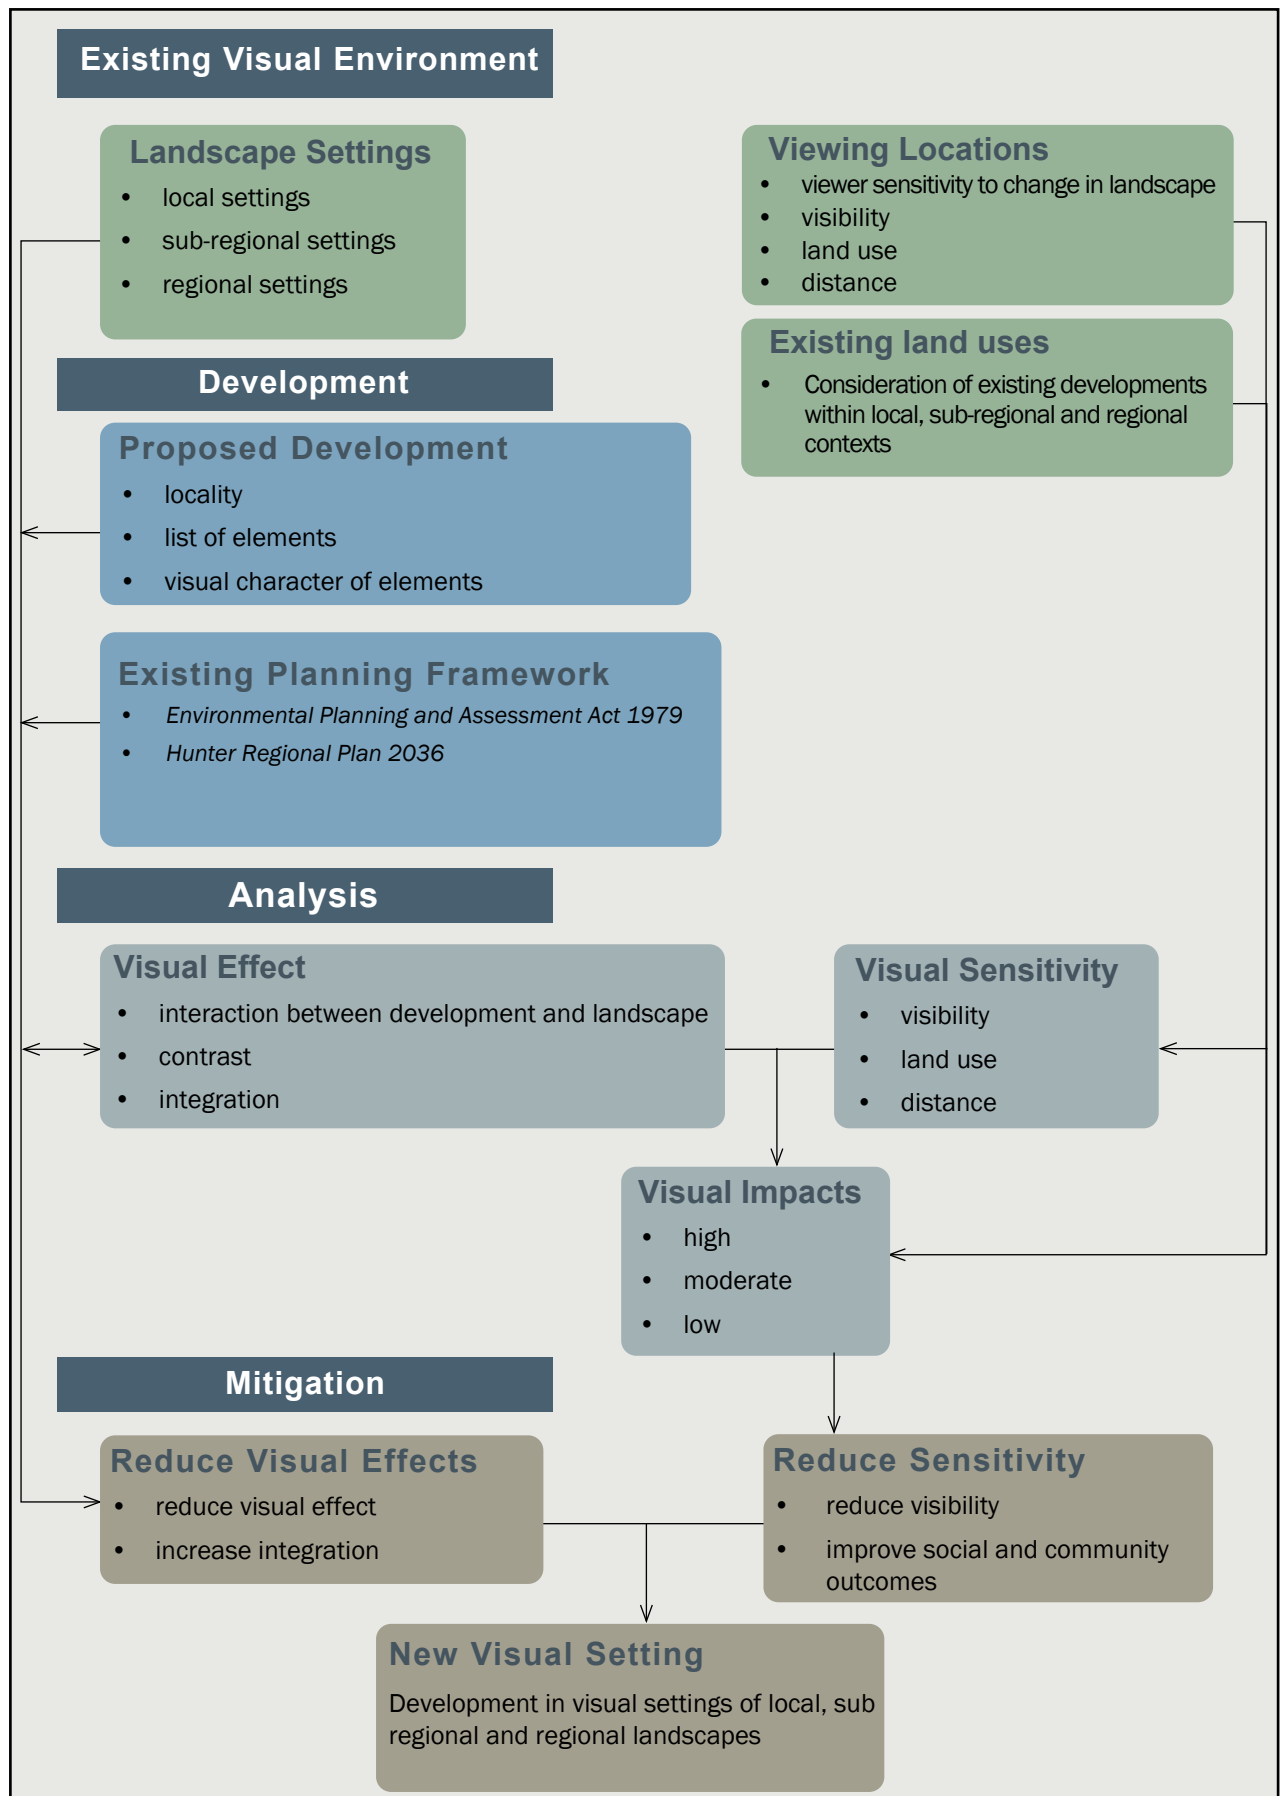 Existing Visual Environment
Landscape Settings
• local settings
• sub-regional settings
• regional settings
Viewing Locations
• viewer sensitivity to change in landscape
• visibility
• land use
• distance
Existing land uses
• Consideration of existing developments
within local, sub-regional and regional
contexts
Development
Proposed Development
• locality
• list of elements
• visual character of elements
Existing Planning Framework
• Environmental Planning and Assessment Act 1979
• Hunter Regional Plan 2036
Analysis
Visual Effect
• interaction between development and landscape
• contrast
• integration
Visual Sensitivity
• visibility
• land use
• distance
Visual Impacts
• high
• moderate
• low
Mitigation
Reduce Visual Effects
• reduce visual effect
• increase integration
Reduce Sensitivity
• reduce visibility
• improve social and community
outcomes
New Visual Setting
Development in visual settings of local, sub
regional and regional landscapes